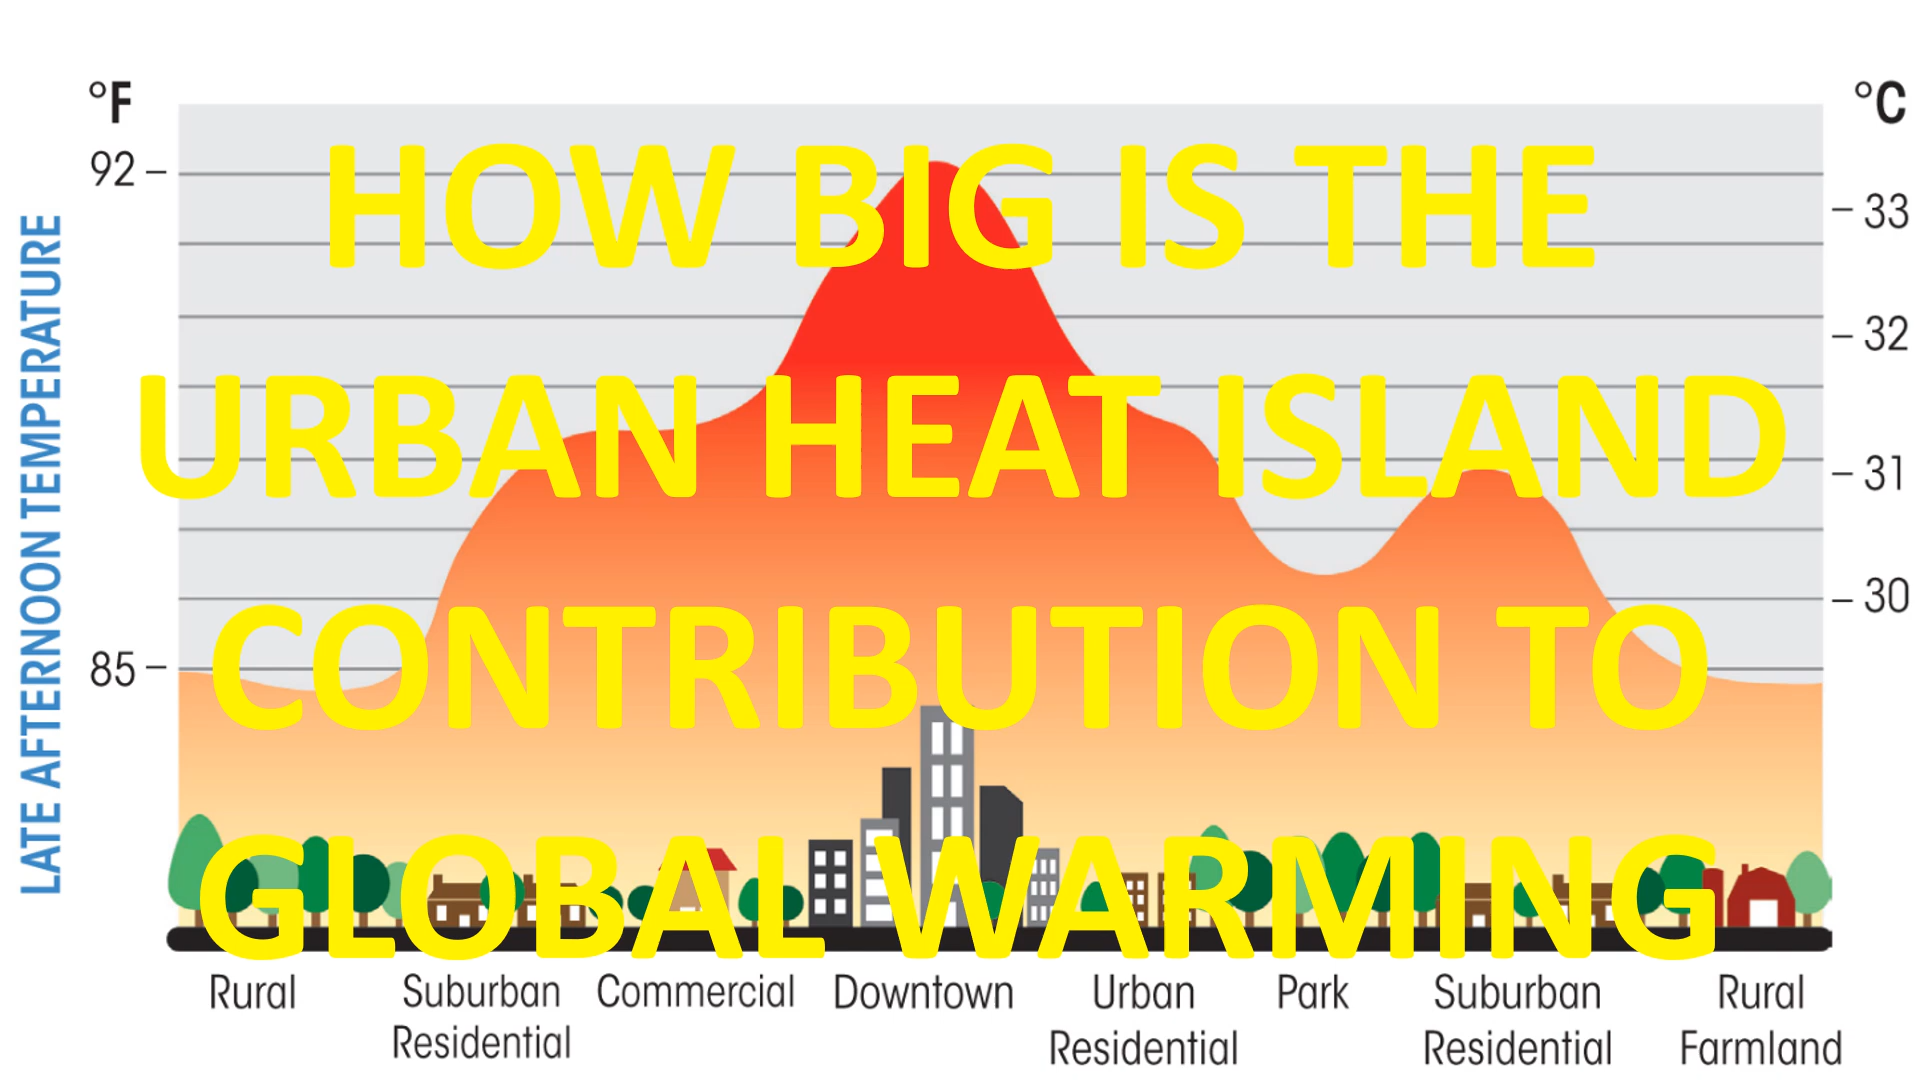 °F
°C
HOW BIG IS THE
URBAN HEAT ISLAND
CONTRIBUTION TO
GLOBAL WARMING
92
85
33
32
31
30
LATE AFTERNOON TEMPERATURE
Rural
Suburban
Residential
Commercial
Downtown
Urban
Residential
Park
Suburban
Residential
Rural
Farmland